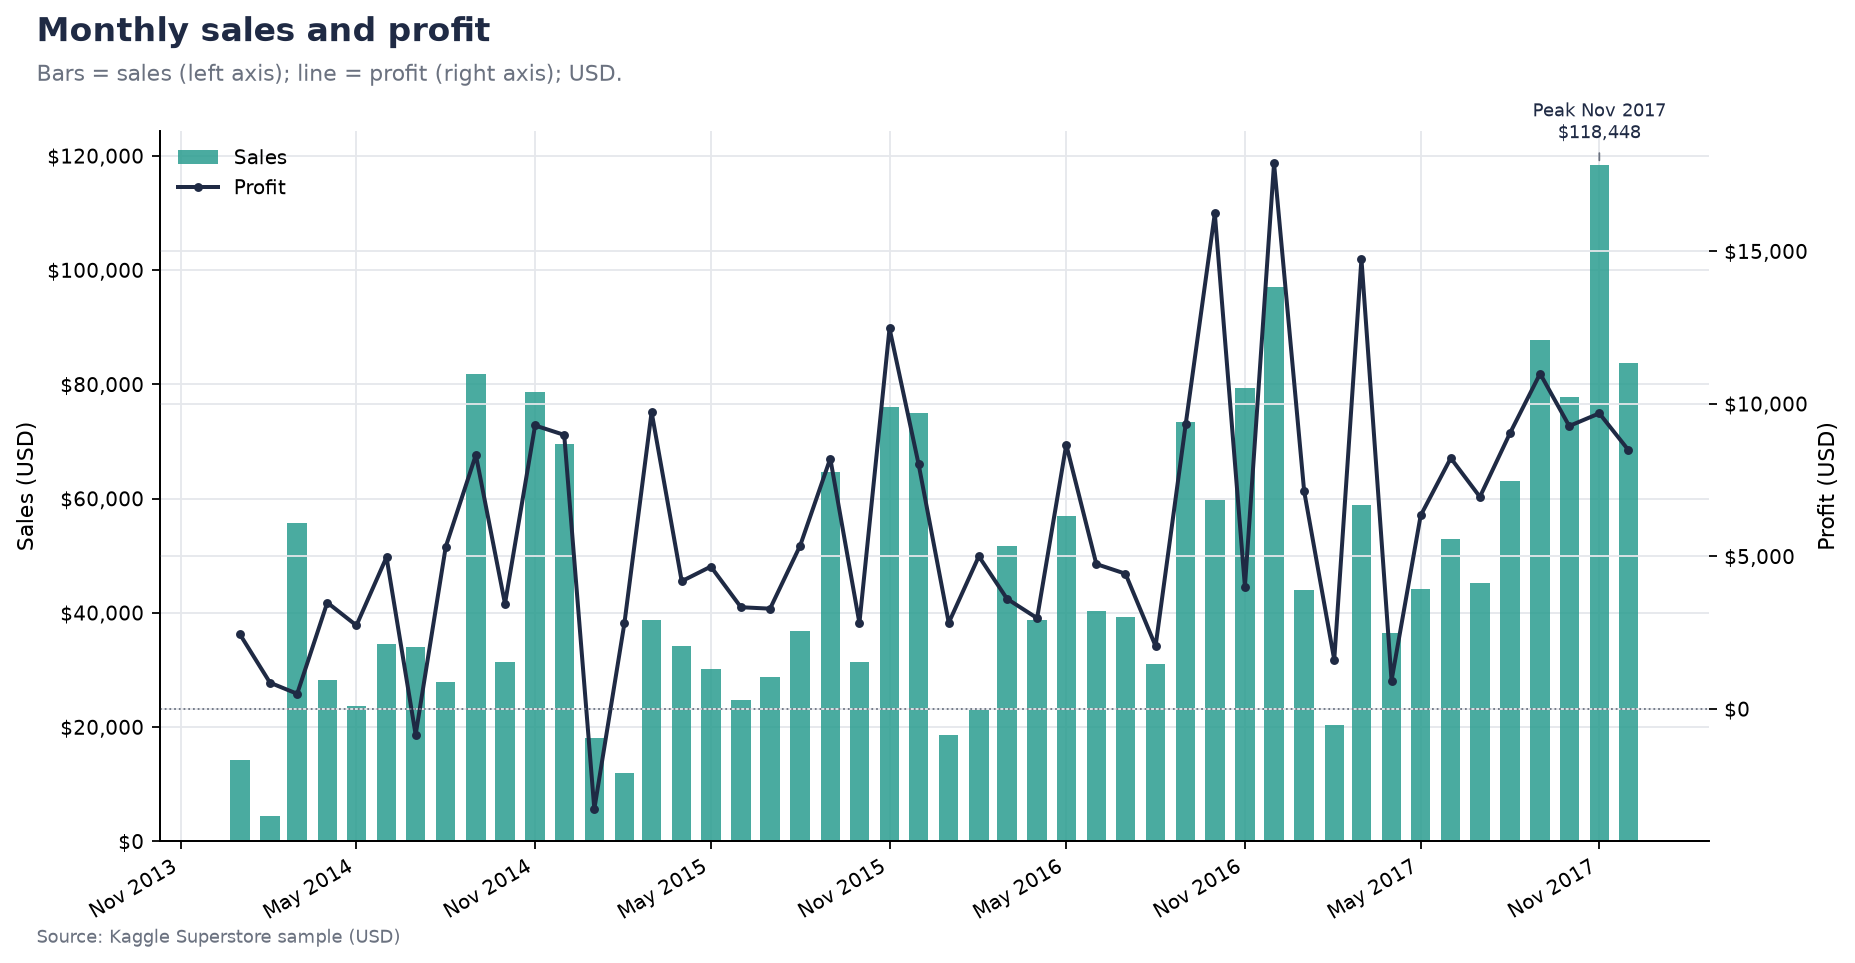 Monthly sales and profit
Bars = sales (left axis); line = profit (right axis); USD.
Peak Nov 2017
$118,448
Sales
Profit
$120,000
$100,000
$80,000
$60,000
$40,000
$20,000
$0
Sales (USD)
$15,000
$10,000
$5,000
$0
Profit (USD)
Nov 2013
May 2014
Nov 2014
May 2015
Nov 2015
May 2016
Nov 2016
May 2017
Nov 2017
Source: Kaggle Superstore sample (USD)